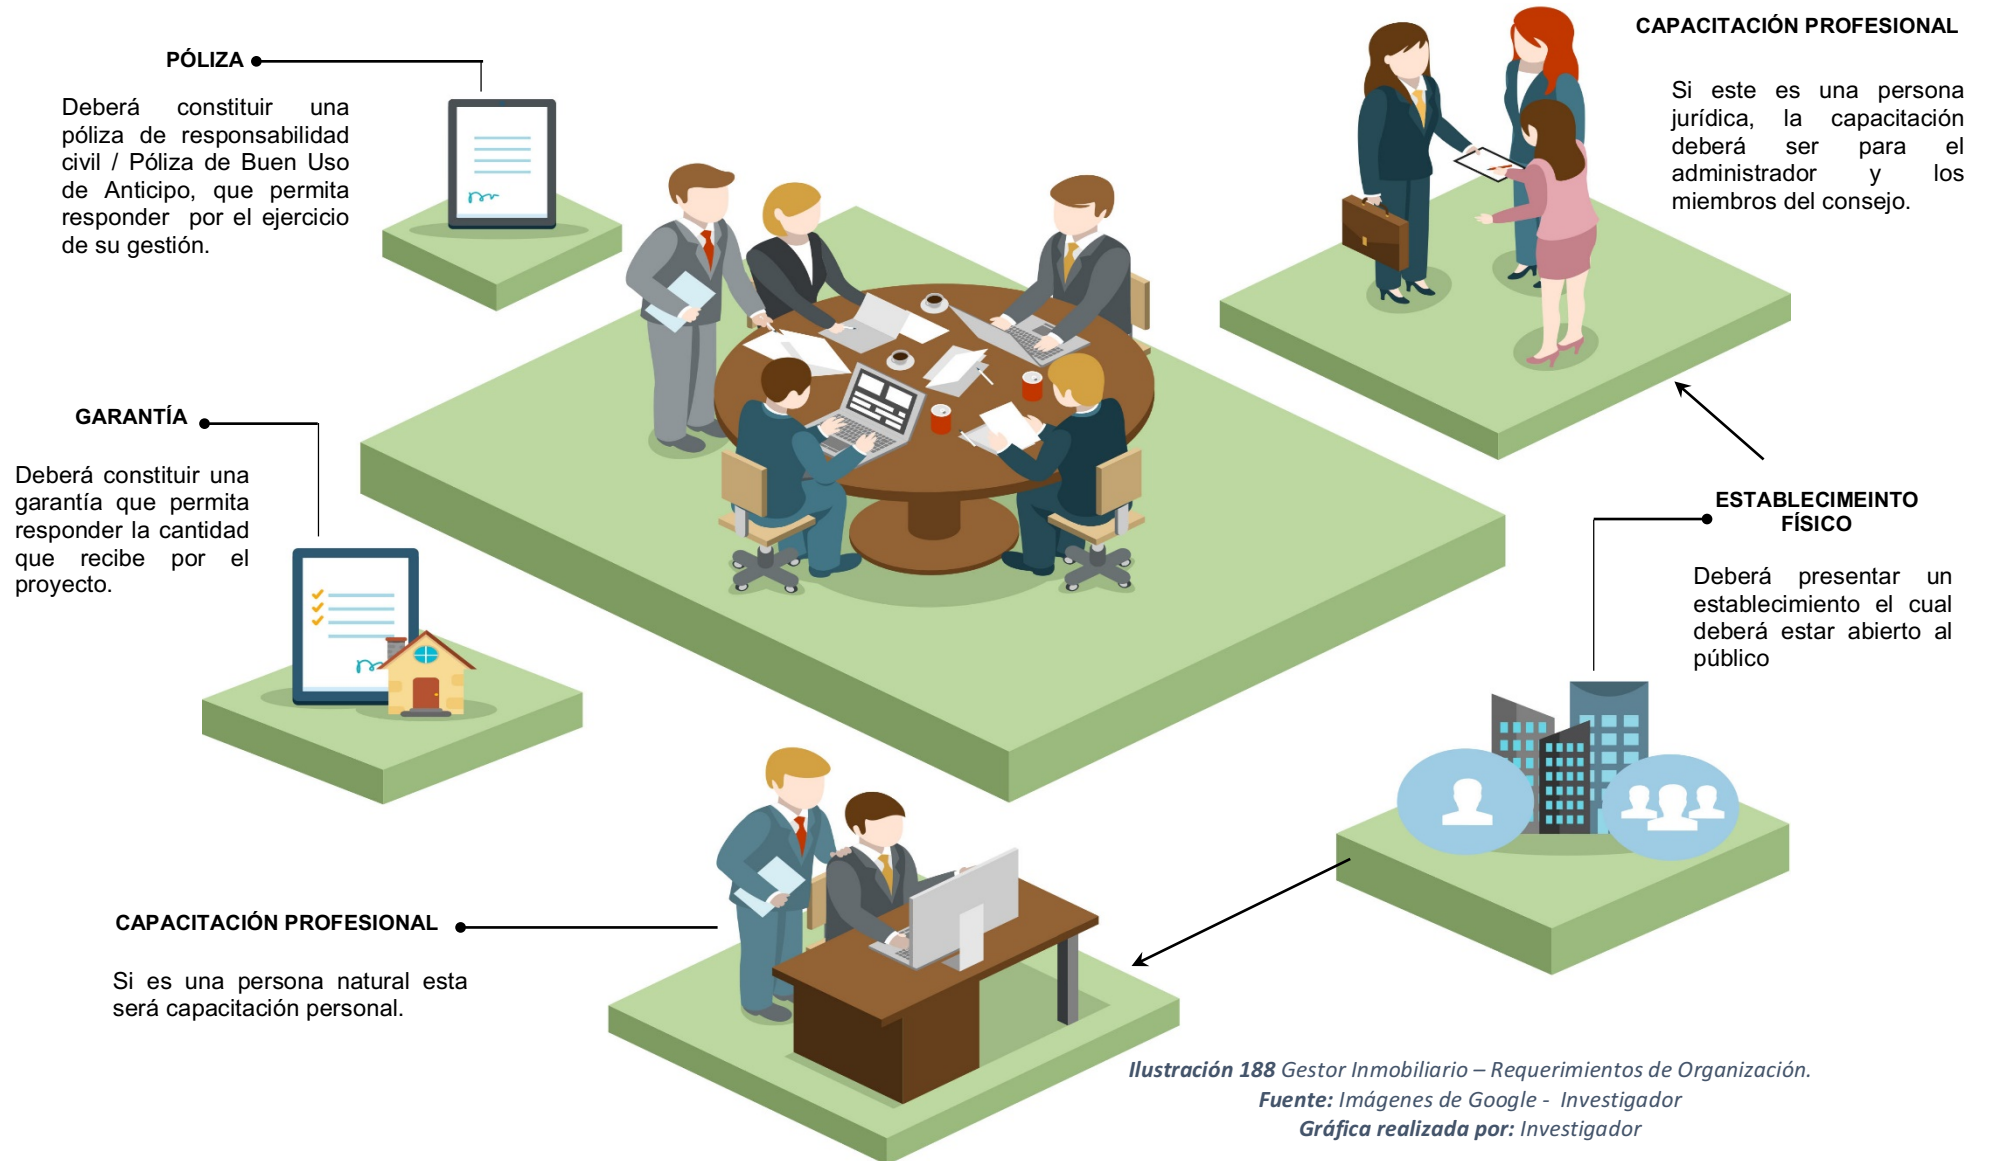 PÓLIZA
Deberá constituir una
póliza de responsabilidad
civil / Póliza de Buen Uso
de Anticipo, que permita
responder por el ejercicio
de su gestión.
GARANTÍA
Deberá constituir una
garantía que permita
responder la cantidad
que recibe por el
proyecto.
CAPACITACIÓN PROFESIONAL
Si es una persona natural esta
será capacitación personal.
CAPACITACIÓN PROFESIONAL
Si este es una persona
jurídica, la capacitación
deberá ser para el
administrador y los
miembros del consejo.
ESTABLECIMEINTO
FÍSICO
Deberá presentar un
establecimiento el cual
deberá estar abierto al
público
Ilustración 188 Gestor Inmobiliario – Requerimientos de Organización.
Fuente: Imágenes de Google - Investigador
Gráfica realizada por: Investigador